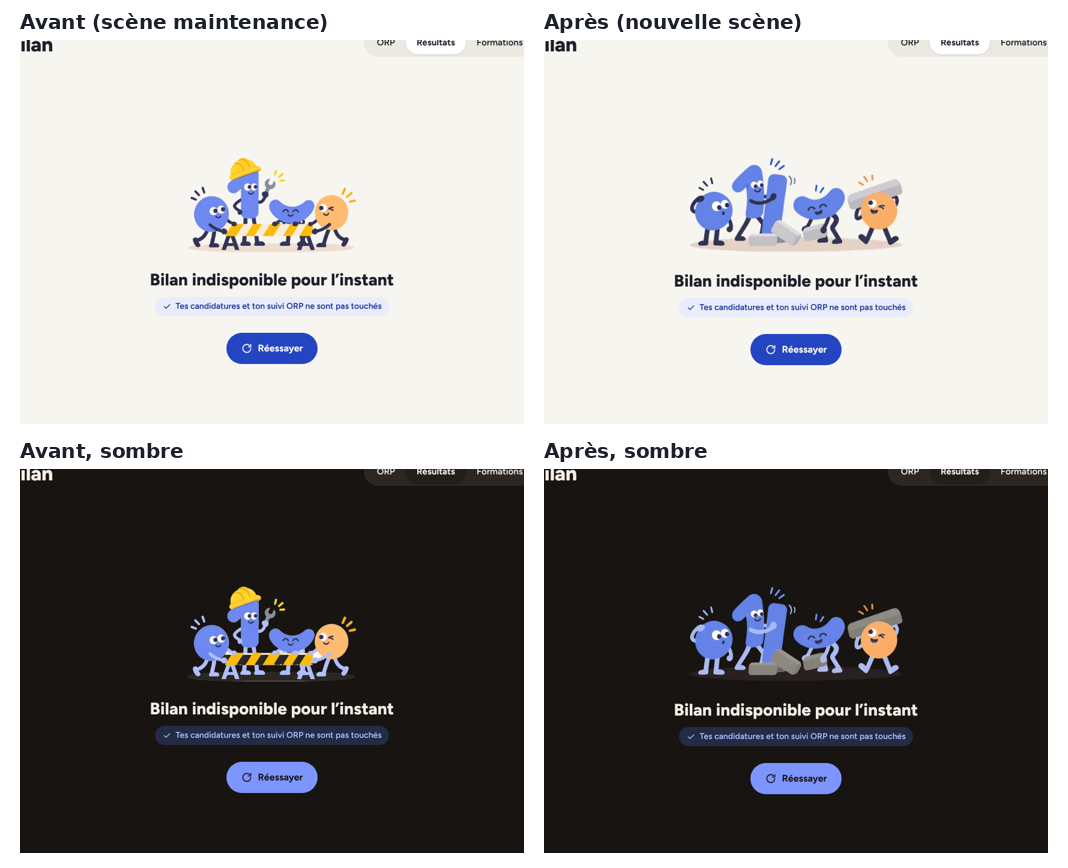 Avant (scène maintenance)
Après (nouvelle scène)
ilan
ORP Résultats Formations
ilan
ORP Résultats Formations
Bilan indisponible pour l’instant
Tes candidatures et ton suivi ORP ne sont pas touchés
Réessayer
Bilan indisponible pour l’instant
Tes candidatures et ton suivi ORP ne sont pas touchés
Réessayer
Avant, sombre
Après, sombre
ilan
ORP Résultats Formations
ilan
ORP Résultats Formations
Bilan indisponible pour l’instant
Tes candidatures et ton suivi ORP ne sont pas touchés
Réessayer
Bilan indisponible pour l’instant
Tes candidatures et ton suivi ORP ne sont pas touchés
Réessayer